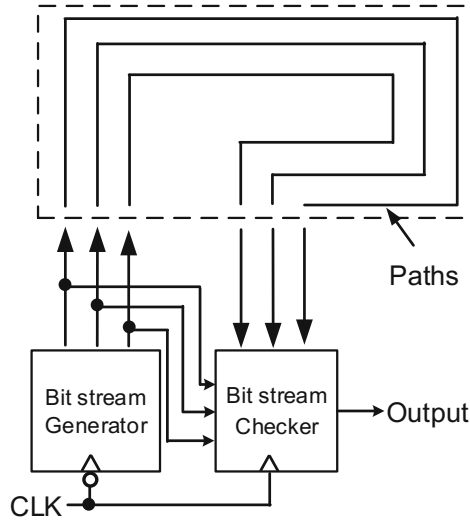 Paths
Bit stream
Generator
Bit stream
Checker
Output
CLK